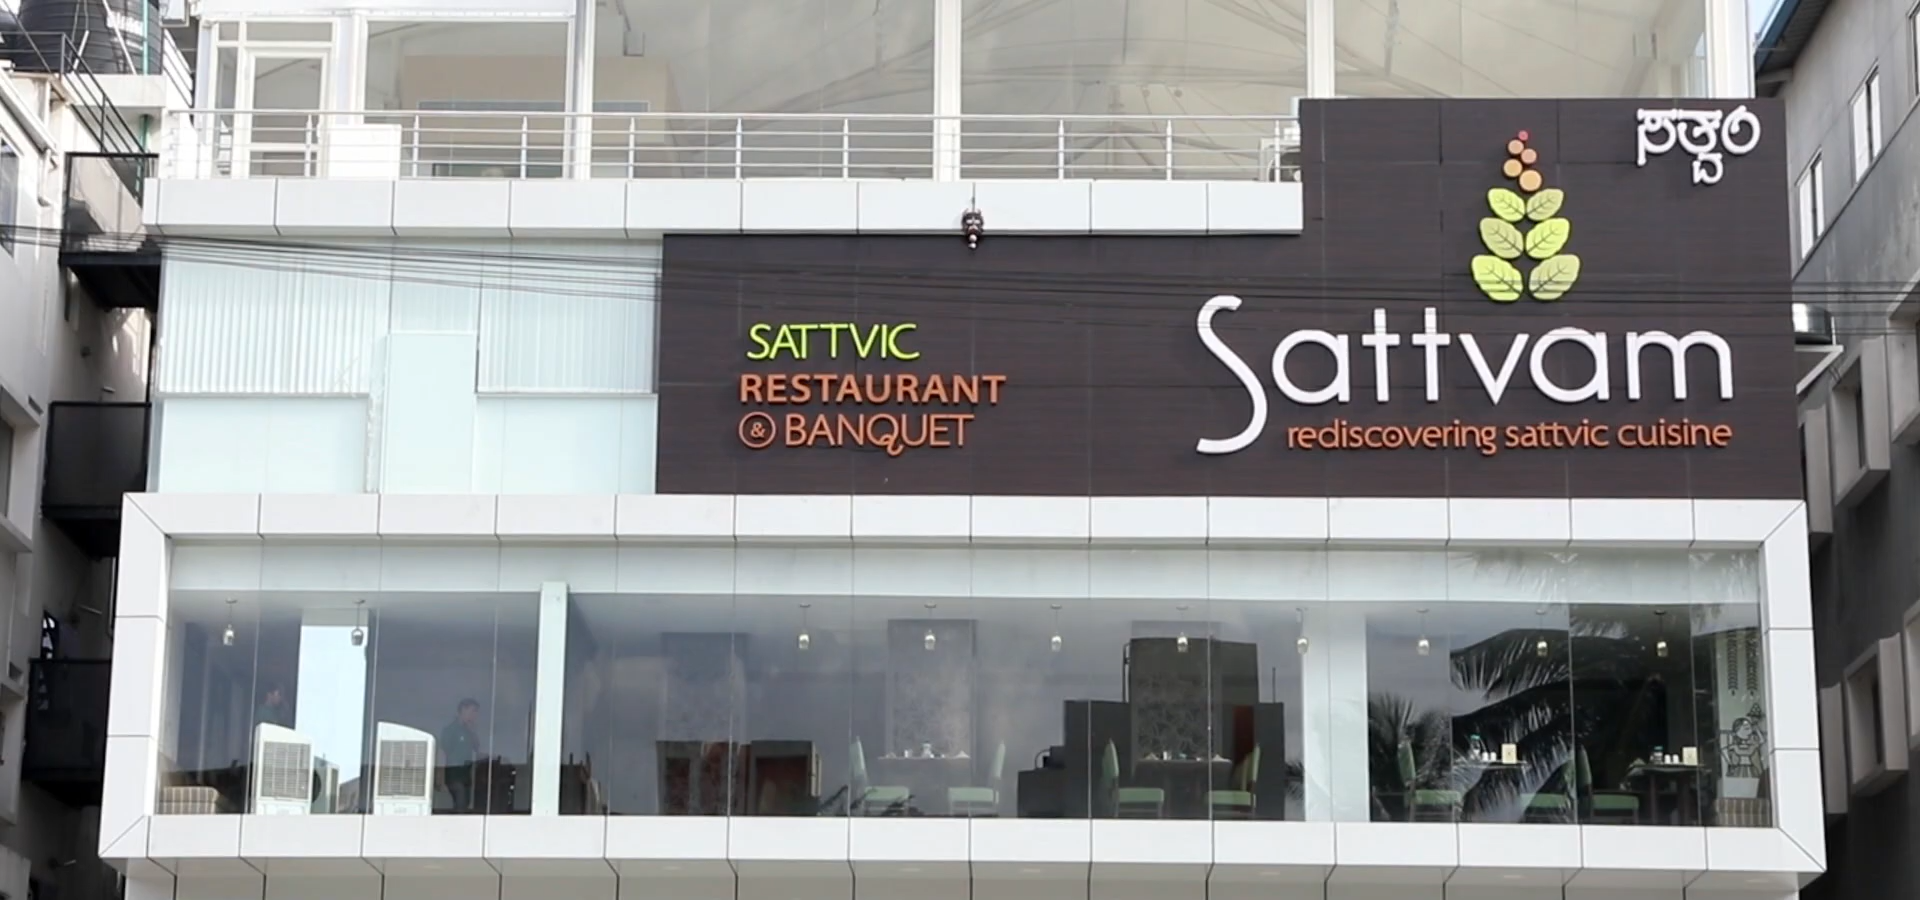 ಸತ್ವಂ
SATTVIC
RESTAURANT
& BANQUET
Sattvam
rediscovering sattvic cuisine